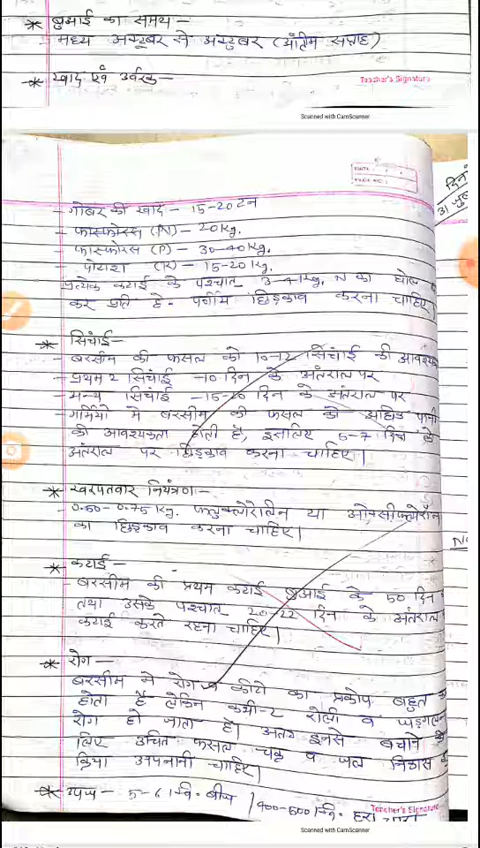 * बुआई का समय -
- मध्य अक्टूबर से अक्टुबर (अंतिम सप्ताह)
* खाद एवं उर्वरक -
Teacher's Signature
Scanned with CamScanner
- गोबर की खाद - 15-20 टन
- फास्फोरस (N) - 20 Kg.
- फास्फोरस (P) - 30-40 Kg.
- पोटाश (K) - 15-20 Kg.
प्रत्येक कटाई के पश्चात 3-4 Kg. N का घोल
कर प्रति है. पर्णीय छिड़काव करना चाहिए।
* सिंचाई -
- बरसीम की फसल को 10-12 सिंचाई की आवश्य
- प्रथम 2 सिंचाई - 10 दिन के अंतराल पर
- अन्य सिंचाई - 15-20 दिन के अंतराल पर
- गर्मियों में बरसीम की फसल को अधिक पानी
की आवश्यकता होती है, इसलिए 5-7 दिन के
अंतराल पर छिड़काव करना चाहिए।
* खरपतवार नियंत्रण -
- 0.50-0.75 Kg. फ्लुक्लोरोलिन या ऑक्सीफ्लोरफेन
का छिड़काव करना चाहिए।
* कटाई -
- बरसीम की प्रथम कटाई बुआई के 50 दिन
तथा उसके पश्चात 20-22 दिन के अंतराल
कटाई करते रहना चाहिए।
* रोग
बरसीम में रोग व कीटो का प्रकोप बहुत
होता है लेकिन कभी-2 रोली व
रोग हो जाता है। अतः इनसे बचाने
लिए उचित फसल चक्र व जल निकास
क्रिया अपनानी चाहिए।
* उपज - 5-6 क्वि. बीज / 400-500 क्वि. हरा चारा
Teacher's Signature
Scanned with CamScanner